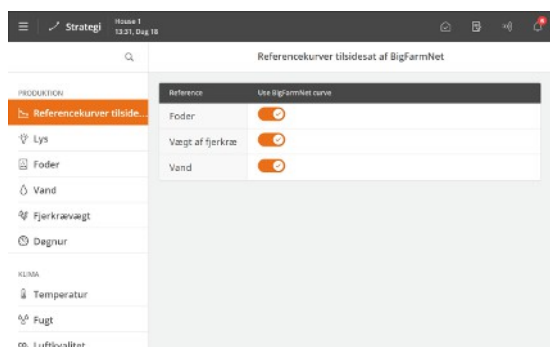 Strategi
House 1
13:31, Dag 18
Referencekurver tilsidesat af BigFarmNet
PRODUKTION
Referencekurver tilside...
Lys
Foder
Vand
Fjerkrævægt
Døgnur
KLIMA
Temperatur
Fugt
Luftkvalitet
Reference Use BigFarmNet curve
Foder
Vægt af fjerkræ
Vand